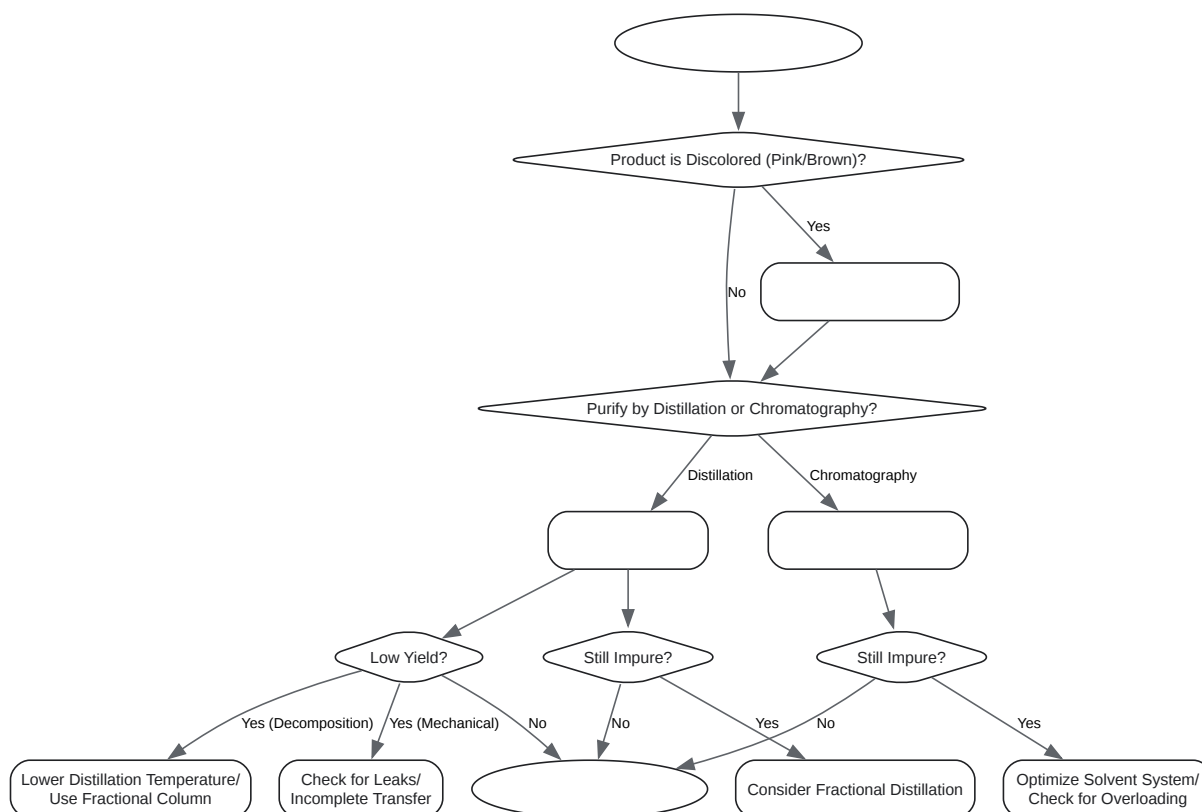 Product is Discolored (Pink/Brown)?
Yes
No
Purify by Distillation or Chromatography?
Distillation
Chromatography
Low Yield?
Still Impure?
Still Impure?
Yes (Decomposition)
Yes (Mechanical)
No
No
Yes
No
Yes
Lower Distillation Temperature/
Use Fractional Column
Check for Leaks/
Incomplete Transfer
Consider Fractional Distillation
Optimize Solvent System/
Check for Overloading